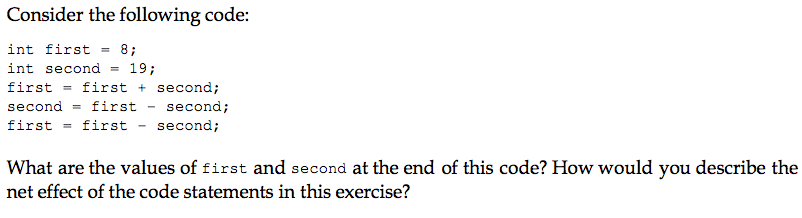 Consider the following code:
int first = 8;
int second = 19;
first = first + second;
second = first - second;
first = first - second;
What are the values of first and second at the end of this code? How would you describe the
net effect of the code statements in this exercise?